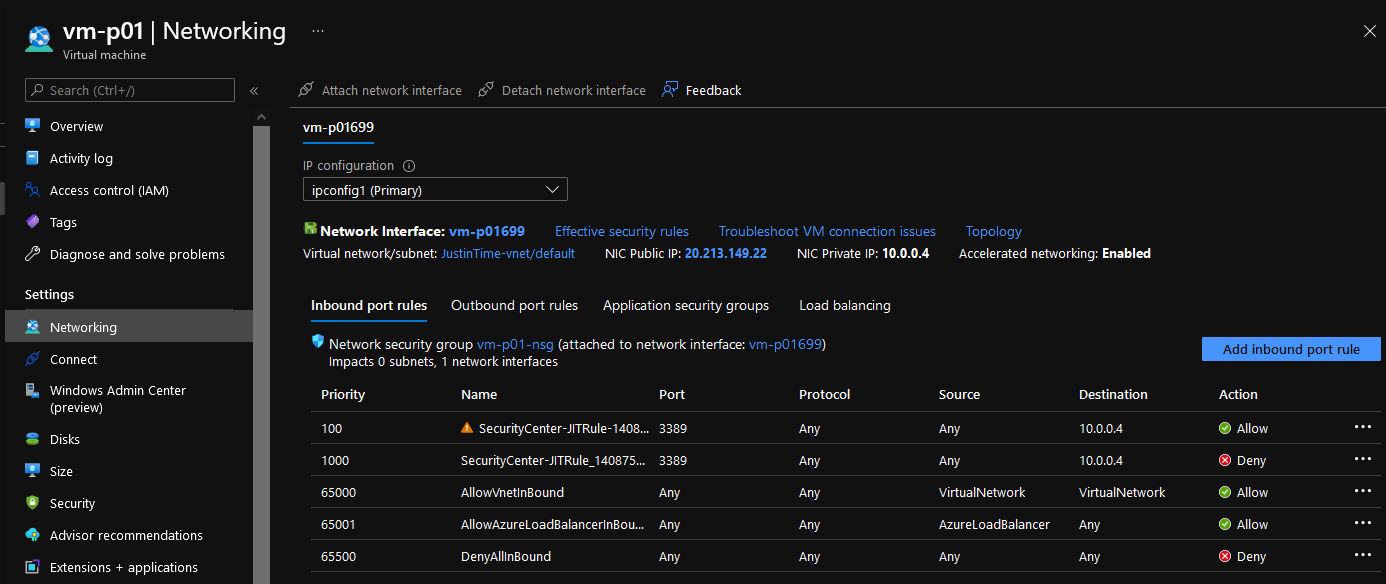 vm-p01 | Networking ...
Virtual machine
Search (Ctrl+/) «
Overview
Activity log
Access control (IAM)
Tags
Diagnose and solve problems
Settings
Networking
Connect
Windows Admin Center
(preview)
Disks
Size
Security
Advisor recommendations
Extensions + applications
Attach network interface Detach network interface Feedback
vm-p01699
IP configuration
ipconfig1 (Primary)
Network Interface: vm-p01699 Effective security rules Troubleshoot VM connection issues Topology
Virtual network/subnet: JustinTime-vnet/default NIC Public IP: 20.213.149.22 NIC Private IP: 10.0.0.4 Accelerated networking: Enabled
Inbound port rules Outbound port rules Application security groups Load balancing
Network security group vm-p01-nsg (attached to network interface: vm-p01699)
Impacts 0 subnets, 1 network interfaces
Add inbound port rule
Priority Name Port Protocol Source Destination Action
100 SecurityCenter-JITRule-1408... 3389 Any Any 10.0.0.4 Allow ...
1000 SecurityCenter-JITRule_140875... 3389 Any Any 10.0.0.4 Deny ...
65000 AllowVnetInBound Any Any VirtualNetwork VirtualNetwork Allow ...
65001 AllowAzureLoadBalancerInBou... Any Any AzureLoadBalancer Any Allow ...
65500 DenyAllInBound Any Any Any Any Deny ...